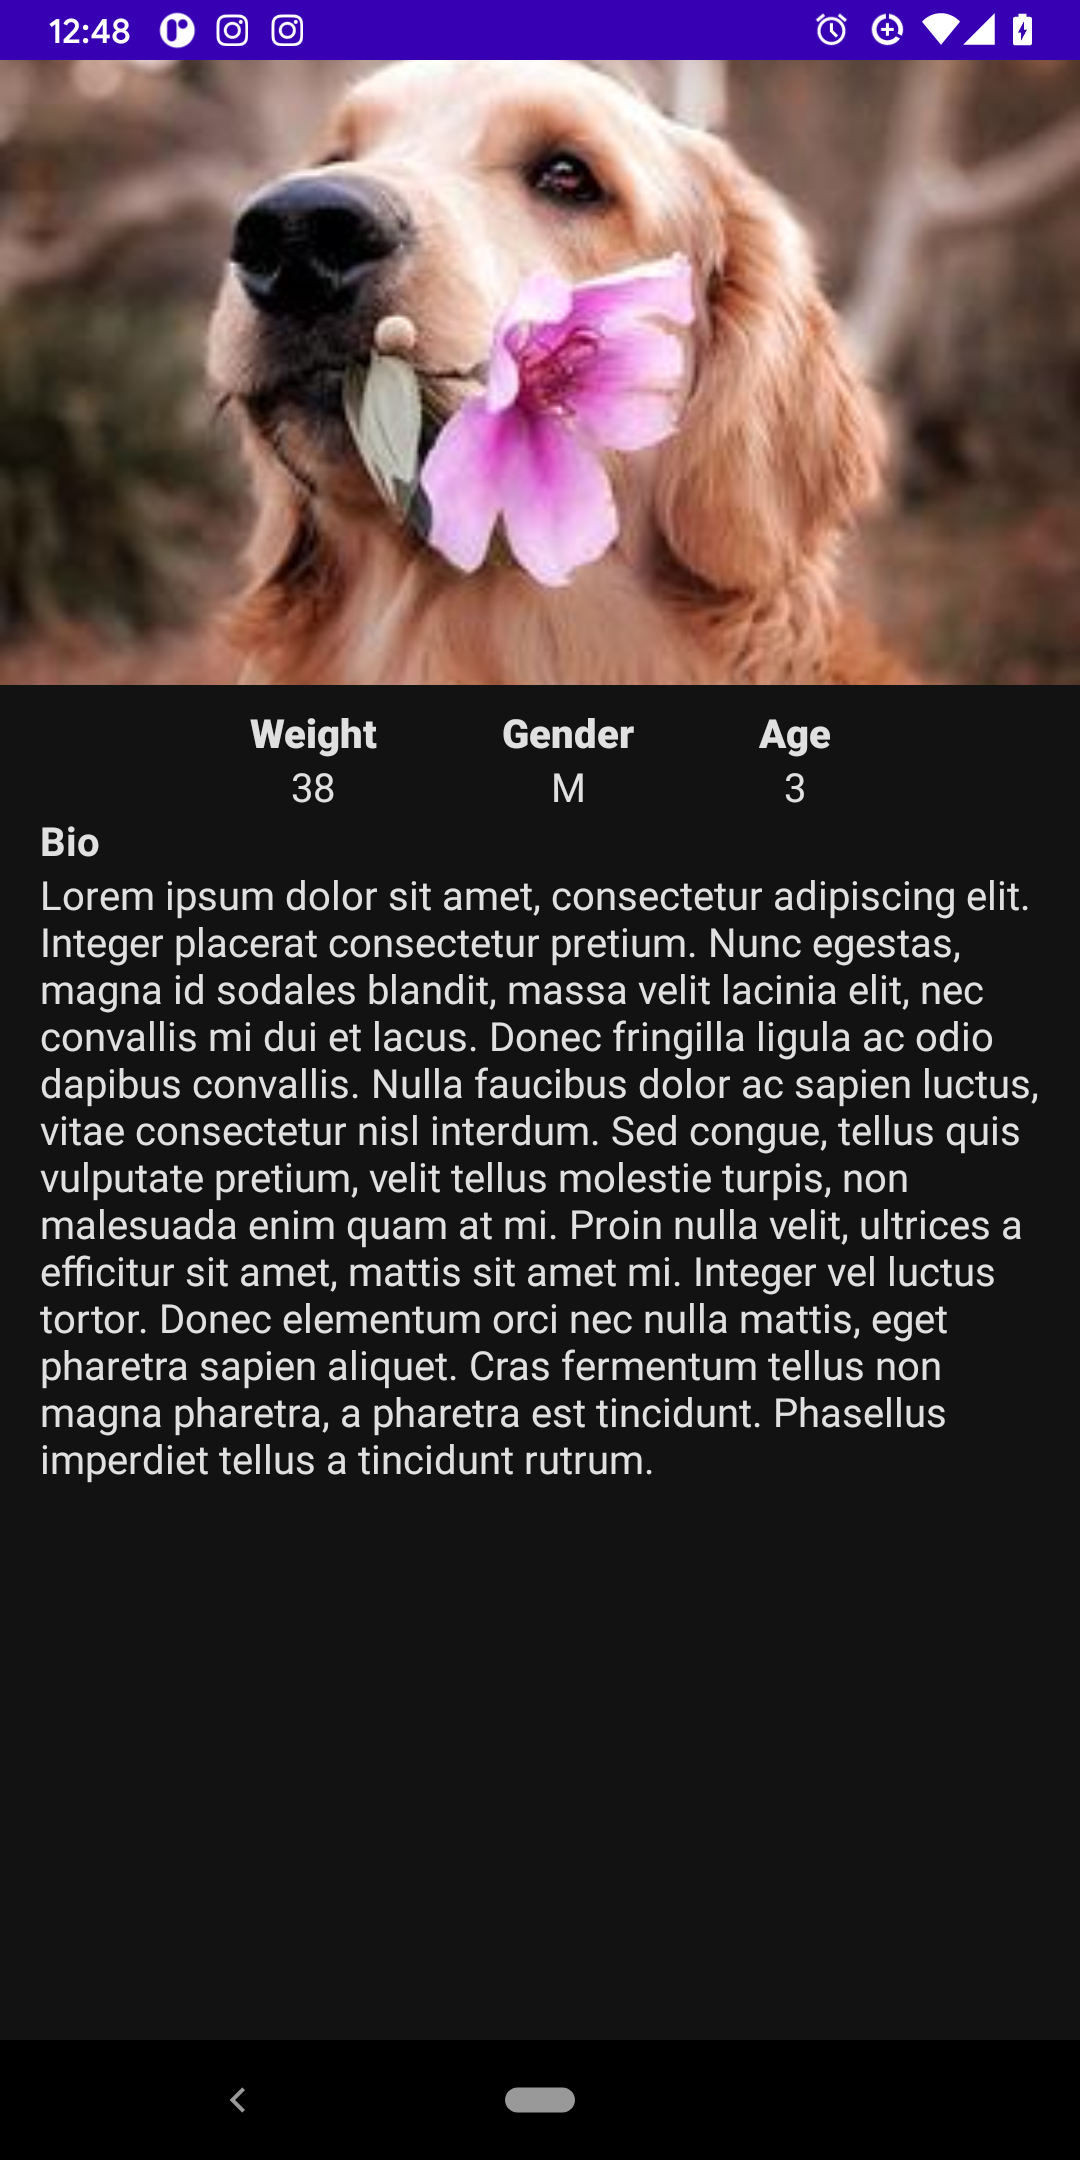 12:48
Weight Gender Age
38 M 3
Bio
Lorem ipsum dolor sit amet, consectetur adipiscing elit.
Integer placerat consectetur pretium. Nunc egestas,
magna id sodales blandit, massa velit lacinia elit, nec
convallis mi dui et lacus. Donec fringilla ligula ac odio
dapibus convallis. Nulla faucibus dolor ac sapien luctus,
vitae consectetur nisl interdum. Sed congue, tellus quis
vulputate pretium, velit tellus molestie turpis, non
malesuada enim quam at mi. Proin nulla velit, ultrices a
efficitur sit amet, mattis sit amet mi. Integer vel luctus
tortor. Donec elementum orci nec nulla mattis, eget
pharetra sapien aliquet. Cras fermentum tellus non
magna pharetra, a pharetra est tincidunt. Phasellus
imperdiet tellus a tincidunt rutrum.